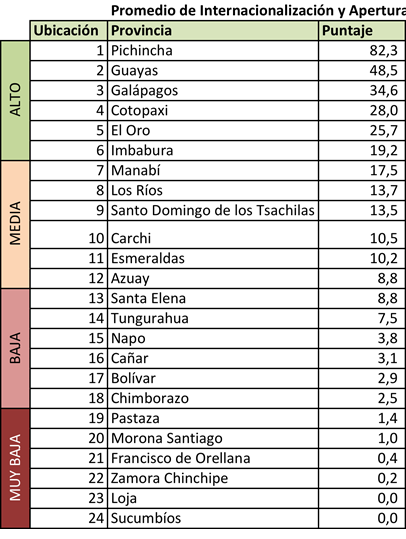 Promedio de Internacionalización y Apertura
Ubicación Provincia Puntaje
ALTO
1 Pichincha 82,3
2 Guayas 48,5
3 Galápagos 34,6
4 Cotopaxi 28,0
5 El Oro 25,7
6 Imbabura 19,2
MEDIA
7 Manabí 17,5
8 Los Ríos 13,7
9 Santo Domingo de los Tsachilas 13,5
10 Carchi 10,5
11 Esmeraldas 10,2
12 Azuay 8,8
BAJA
13 Santa Elena 8,8
14 Tungurahua 7,5
15 Napo 3,8
16 Cañar 3,1
17 Bolívar 2,9
18 Chimborazo 2,5
MUY BAJA
19 Pastaza 1,4
20 Morona Santiago 1,0
21 Francisco de Orellana 0,4
22 Zamora Chinchipe 0,2
23 Loja 0,0
24 Sucumbíos 0,0